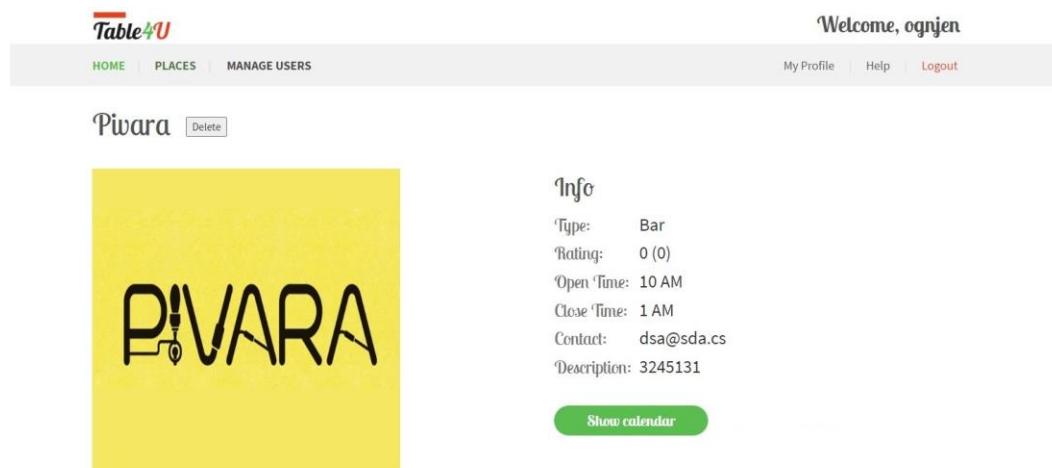 Table4U
Welcome, ognjen
HOME PLACES MANAGE USERS My Profile Help Logout
Pivara Delete
PIVARA
Info
Type: Bar
Rating: 0 (0)
Open Time: 10 AM
Close Time: 1 AM
Contact: dsa@sda.cs
Description: 3245131
Show calendar